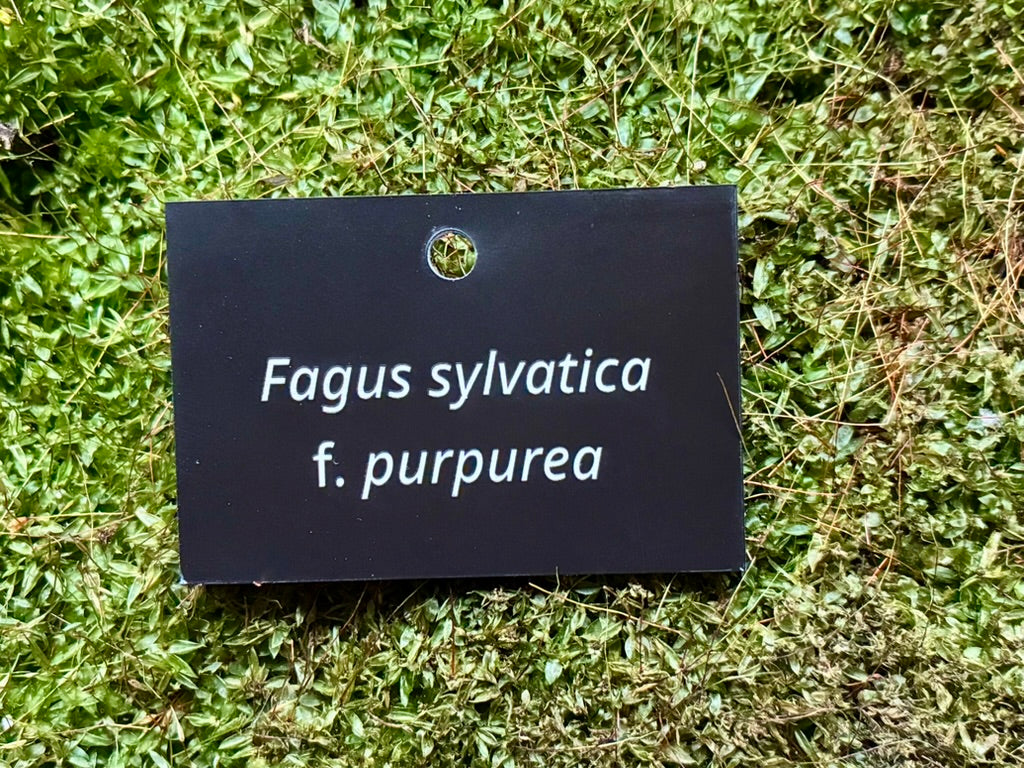 Fagus sylvatica
f. purpurea